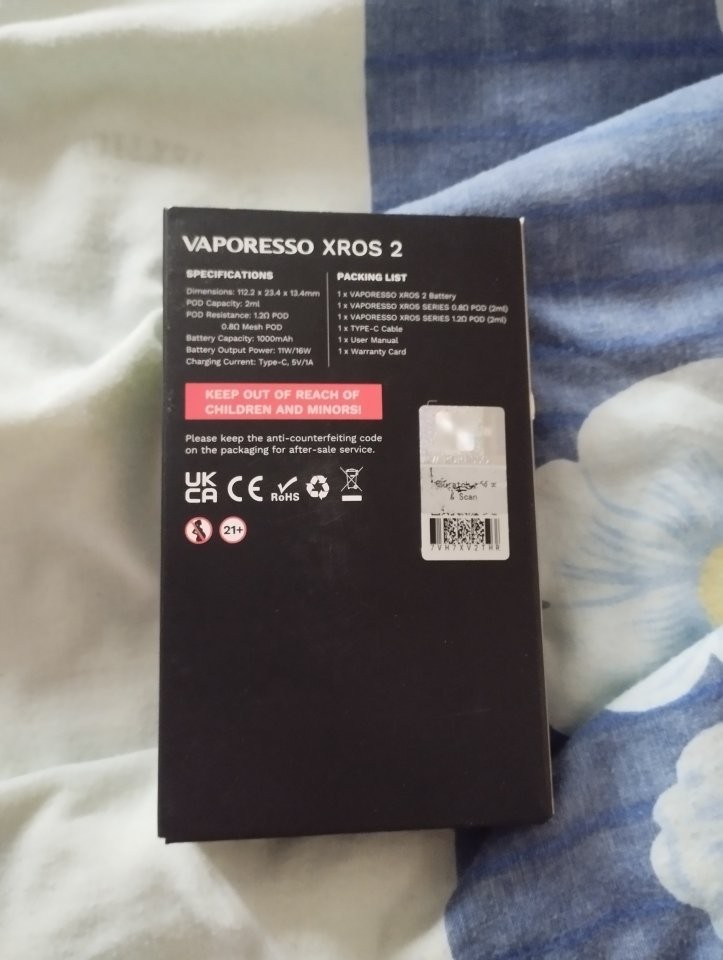 VAPORESSO XROS 2
SPECIFICATIONS
Dimensions: 112.2 x 23.4 x 13.4mm
POD Capacity: 2ml
POD Resistance: 1.2Ω POD
0.8Ω Mesh POD
Battery Capacity: 1000mAh
Battery Output Power: 11W/16W
Charging Current: Type-C, 5V/1A
PACKING LIST
1 x VAPORESSO XROS 2 Battery
1 x VAPORESSO XROS SERIES 0.8Ω POD (2ml)
1 x VAPORESSO XROS SERIES 1.2Ω POD (2ml)
1 x TYPE-C Cable
1 x User Manual
1 x Warranty Card
KEEP OUT OF REACH OF
CHILDREN AND MINORS!
Please keep the anti-counterfeiting code
on the packaging for after-sale service.
UK
CA
CE
RoHS
21+
& Scan
7VH7XV21HR